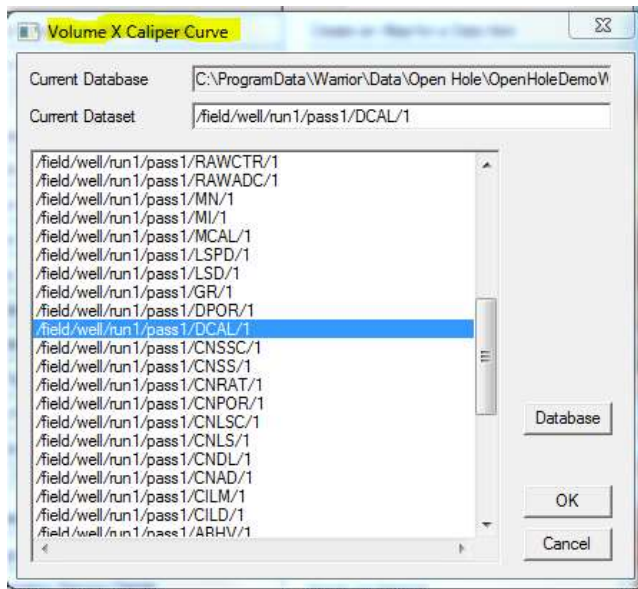 Volume X Caliper Curve
Current Database
C:\ProgramData\Warrior\Data\Open Hole\OpenHoleDemoW
Current Dataset
/field/well/run1/pass1/DCAL/1
/field/well/run1/pass1/RAWCTR/1
/field/well/run1/pass1/RAWADC/1
/field/well/run1/pass1/MN/1
/field/well/run1/pass1/MI/1
/field/well/run1/pass1/MCAL/1
/field/well/run1/pass1/LSPD/1
/field/well/run1/pass1/LSD/1
/field/well/run1/pass1/GR/1
/field/well/run1/pass1/DPOR/1
/field/well/run1/pass1/DCAL/1
/field/well/run1/pass1/CNSSC/1
/field/well/run1/pass1/CNSS/1
/field/well/run1/pass1/CNRAT/1
/field/well/run1/pass1/CNPOR/1
/field/well/run1/pass1/CNLSC/1
/field/well/run1/pass1/CNLS/1
/field/well/run1/pass1/CNDL/1
/field/well/run1/pass1/CNAD/1
/field/well/run1/pass1/CILM/1
/field/well/run1/pass1/CILD/1
/field/well/run1/pass1/ABHV/1
Database
OK
Cancel